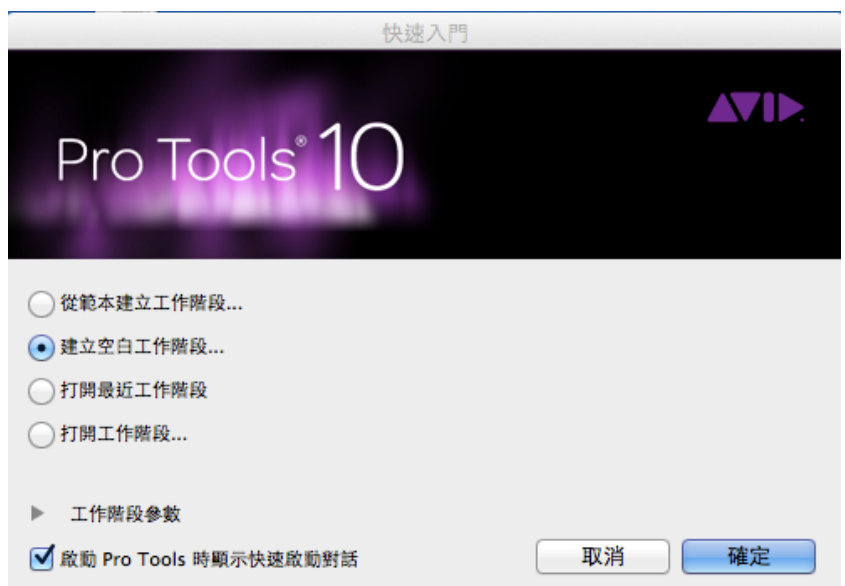 快速入門
AVID
Pro Tools® 10
從範本建立工作階段...
建立空白工作階段...
打開最近工作階段
打開工作階段...
工作階段參數
啟動 Pro Tools 時顯示快速啟動對話
取消
確定